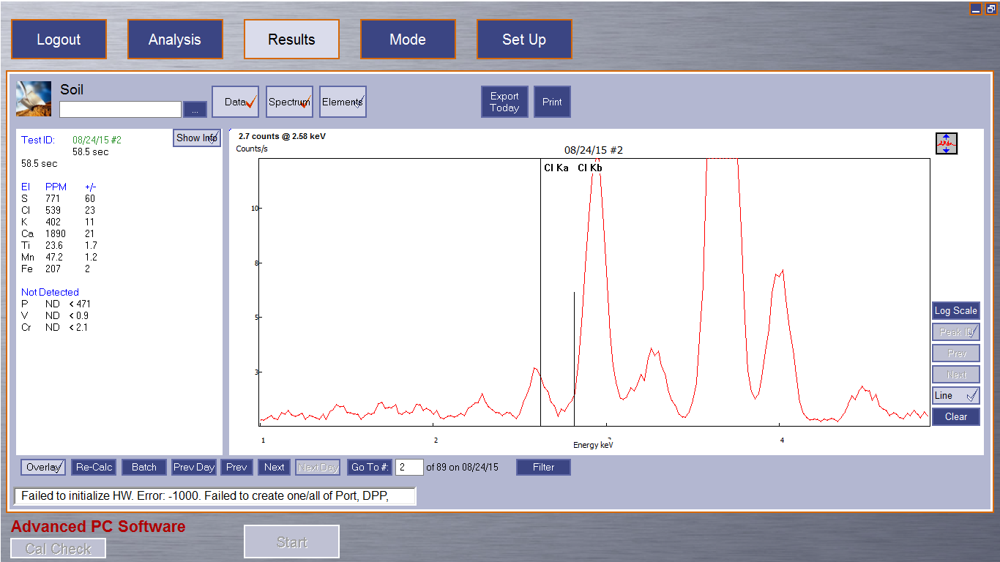 Logout
Analysis
Results
Mode
Set Up
Soil
...
Data
Spectrum
Elements
Export
Today
Print
Test ID: 08/24/15 #2
58.5 sec
58.5 sec
Show Info
El PPM +/-
S 771 60
Cl 539 23
K 402 11
Ca 1890 21
Ti 23.6 1.7
Mn 47.2 1.2
Fe 207 2
Not Detected
P ND < 471
V ND < 0.9
Cr ND < 2.1
2.7 counts @ 2.58 keV
Counts/s
08/24/15 #2
Cl Ka Cl Kb
10
8
5
3
1 2 4
Energy keV
Log Scale
Peak ID
Prev
Next
Line
Clear
Overlay
Re-Calc
Batch
Prev Day
Prev
Next
Next Day
Go To #:
2
of 89 on 08/24/15
Filter
Failed to initialize HW. Error: -1000. Failed to create one/all of Port, DPP,
Advanced PC Software
Cal Check
Start